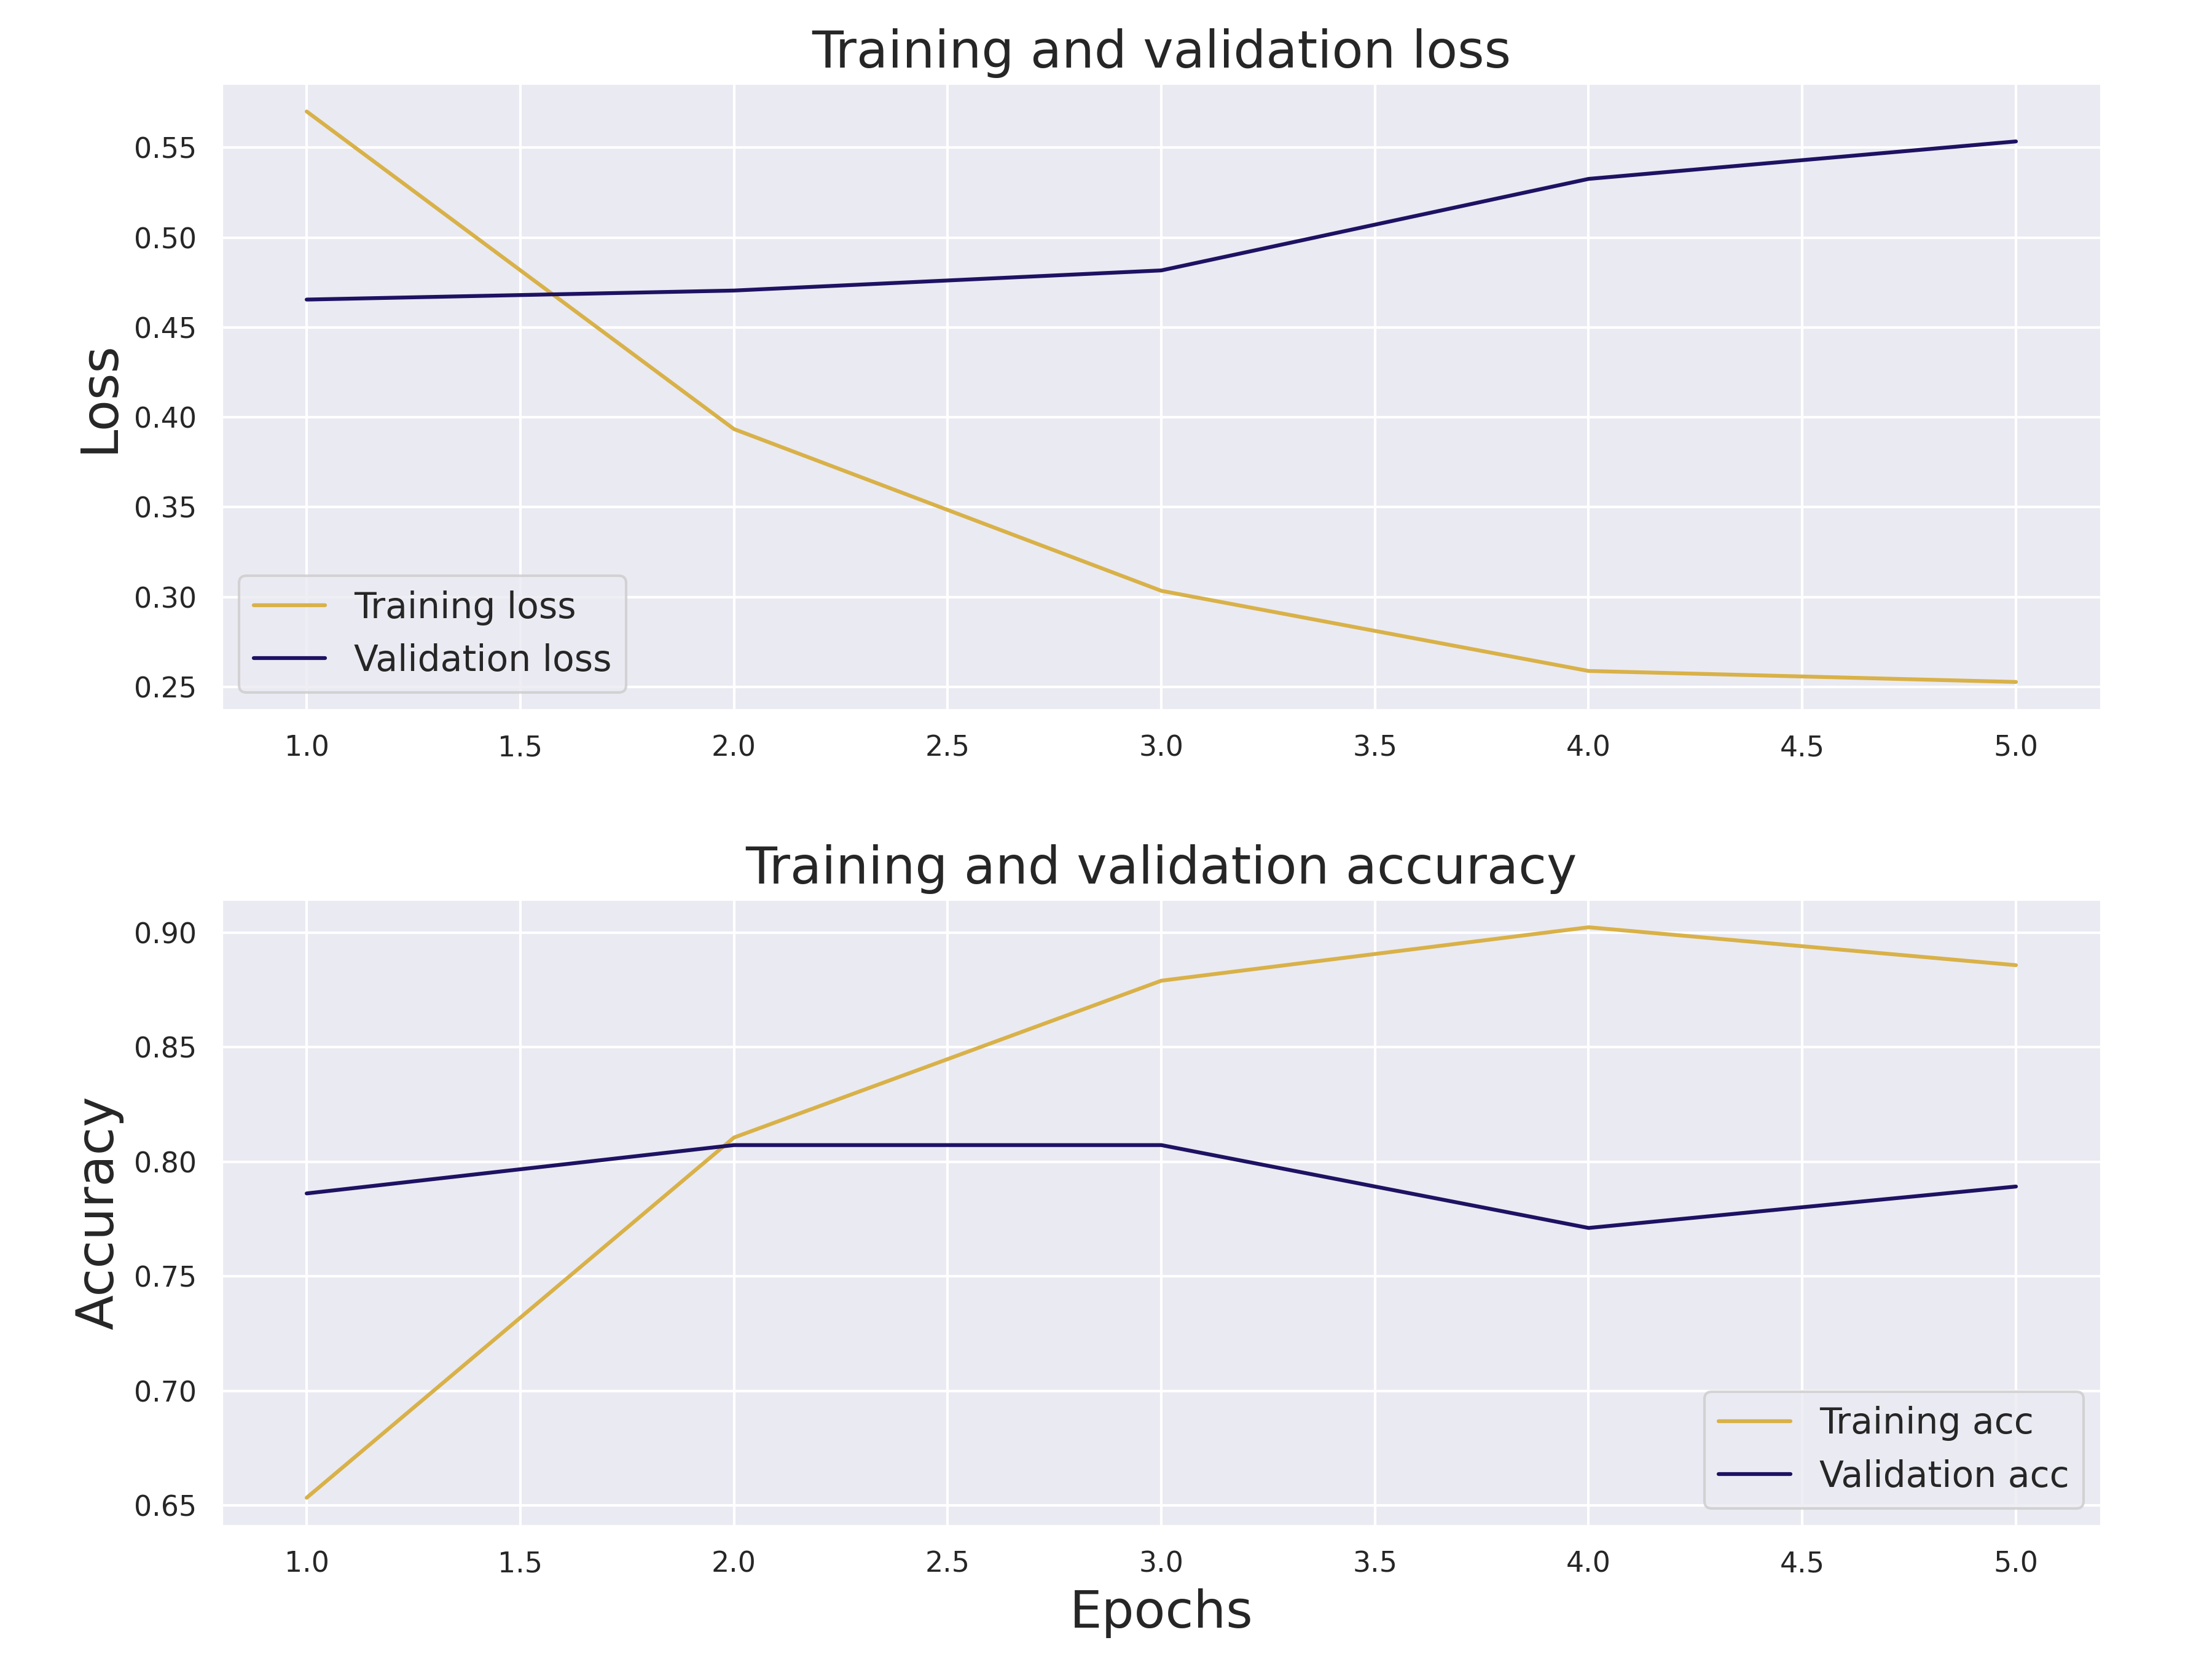 Training and validation loss
Loss
0.55
0.50
0.45
0.40
0.35
0.30
0.25
Training loss
Validation loss
1.0 1.5 2.0 2.5 3.0 3.5 4.0 4.5 5.0
Training and validation accuracy
Accuracy
0.90
0.85
0.80
0.75
0.70
0.65
Training acc
Validation acc
1.0 1.5 2.0 2.5 3.0 3.5 4.0 4.5 5.0
Epochs